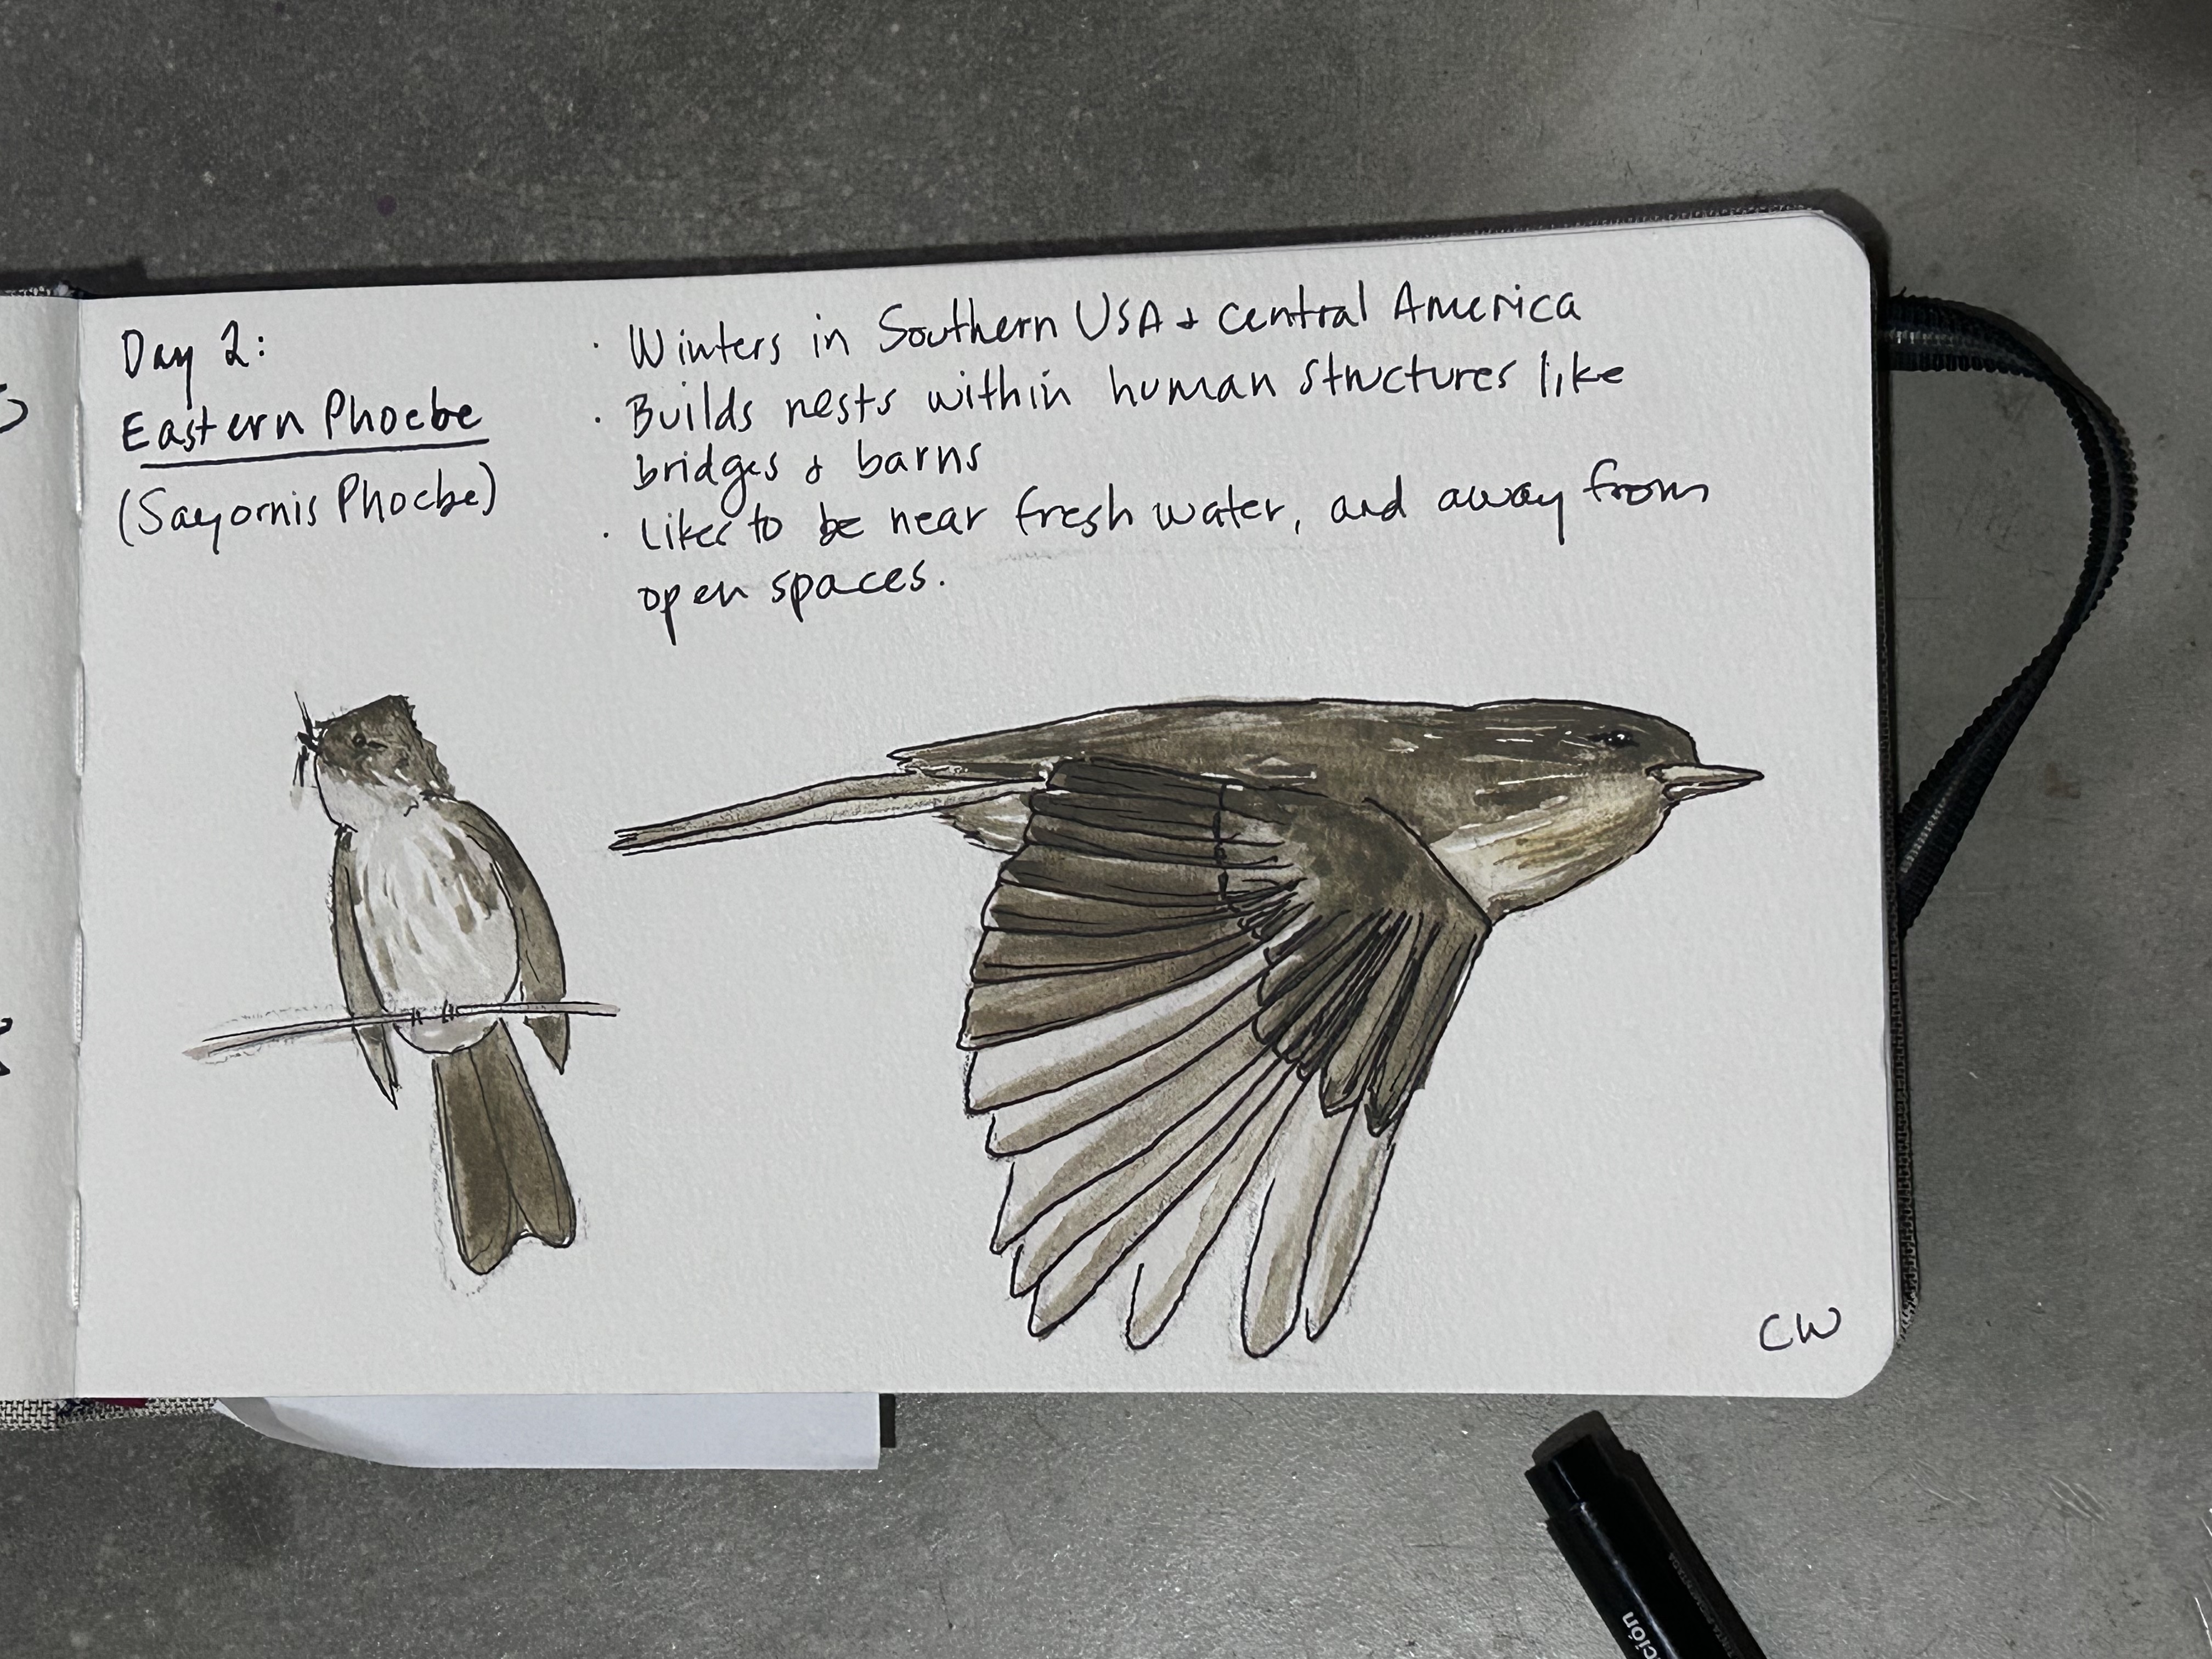 Day 2:
Eastern Phoebe
(Sayornis Phoebe)
· Winters in Southern USA & Central America
· Builds nests within human structures like
bridges & barns
· Likes to be near fresh water, and away from
open spaces.
CW
ción